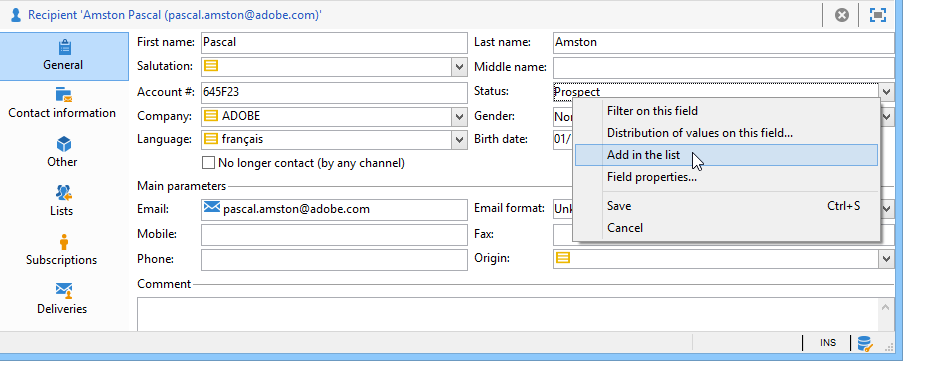 Recipient 'Amston Pascal (pascal.amston@adobe.com)'
General
Contact information
Other
Lists
Subscriptions
Deliveries
First name: Pascal Last name: Amston
Salutation: Middle name:
Account #: 645F23 Status: Prospect
Company: ADOBE Gender: Non
Language: français Birth date: 01/
No longer contact (by any channel)
Main parameters
Email: pascal.amston@adobe.com Email format: Unk
Mobile: Fax:
Phone: Origin:
Comment
Filter on this field
Distribution of values on this field...
Add in the list
Field properties...
Save Ctrl+S
Cancel
INS